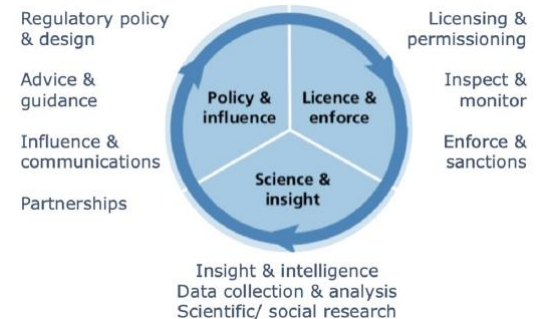 Regulatory policy
& design
Advice &
guidance
Influence &
communications
Partnerships
Policy &
influence
Licence &
enforce
Science &
insight
Licensing &
permissioning
Inspect &
monitor
Enforce &
sanctions
Insight & intelligence
Data collection & analysis
Scientific/ social research